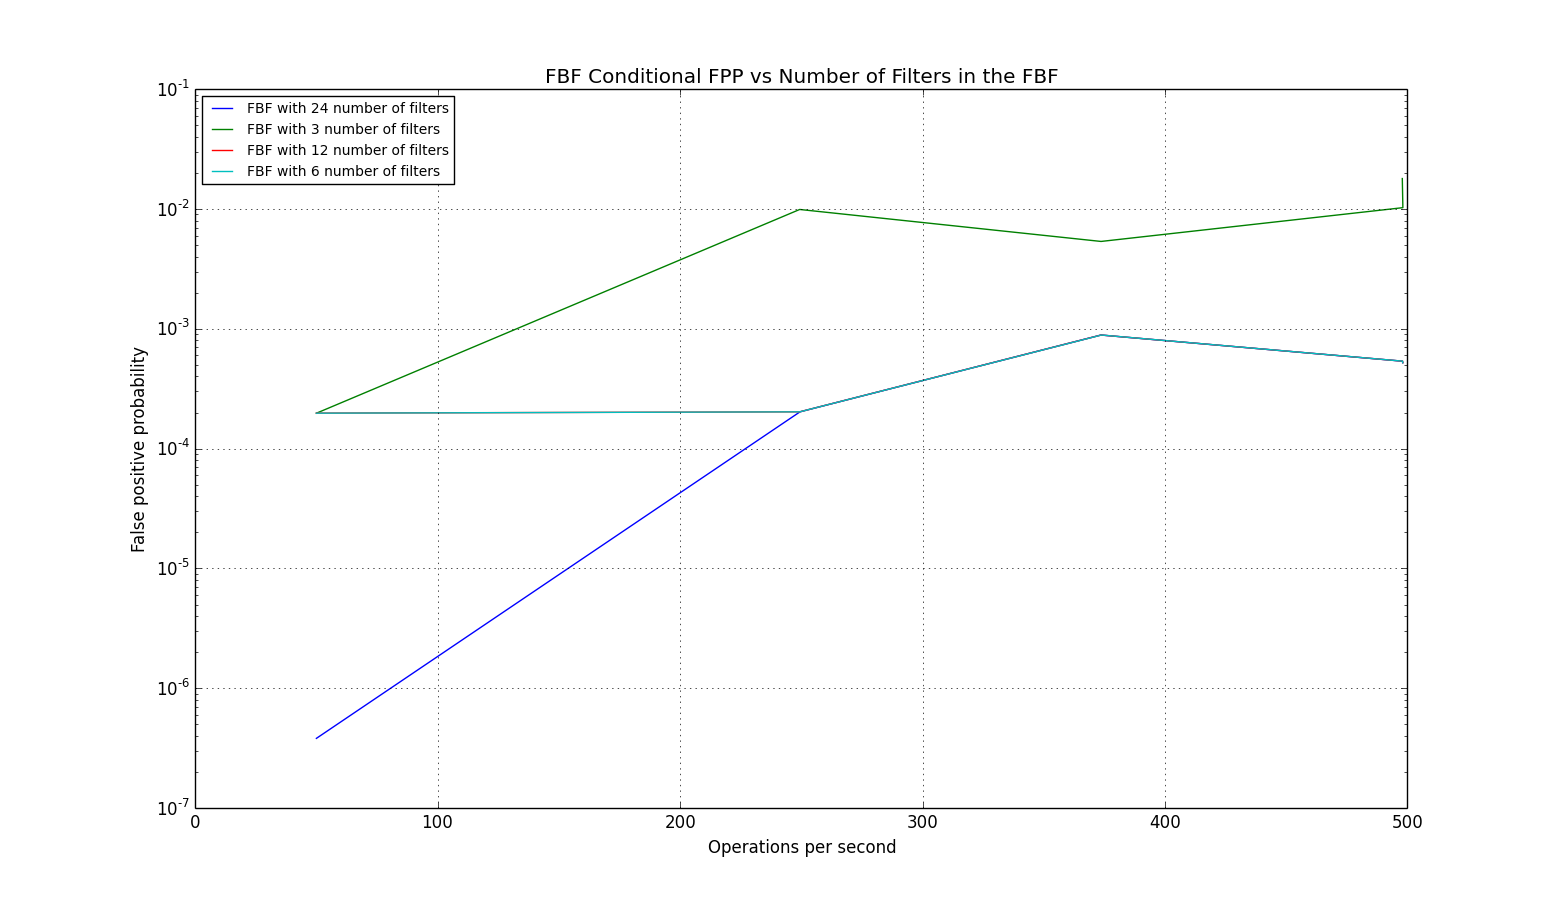 FBF Conditional FPP vs Number of Filters in the FBF
10^-1
FBF with 24 number of filters
FBF with 3 number of filters
FBF with 12 number of filters
FBF with 6 number of filters
10^-2
10^-3
False positive probability
10^-4
10^-5
10^-6
10^-7
0 100 200 300 400 500
Operations per second